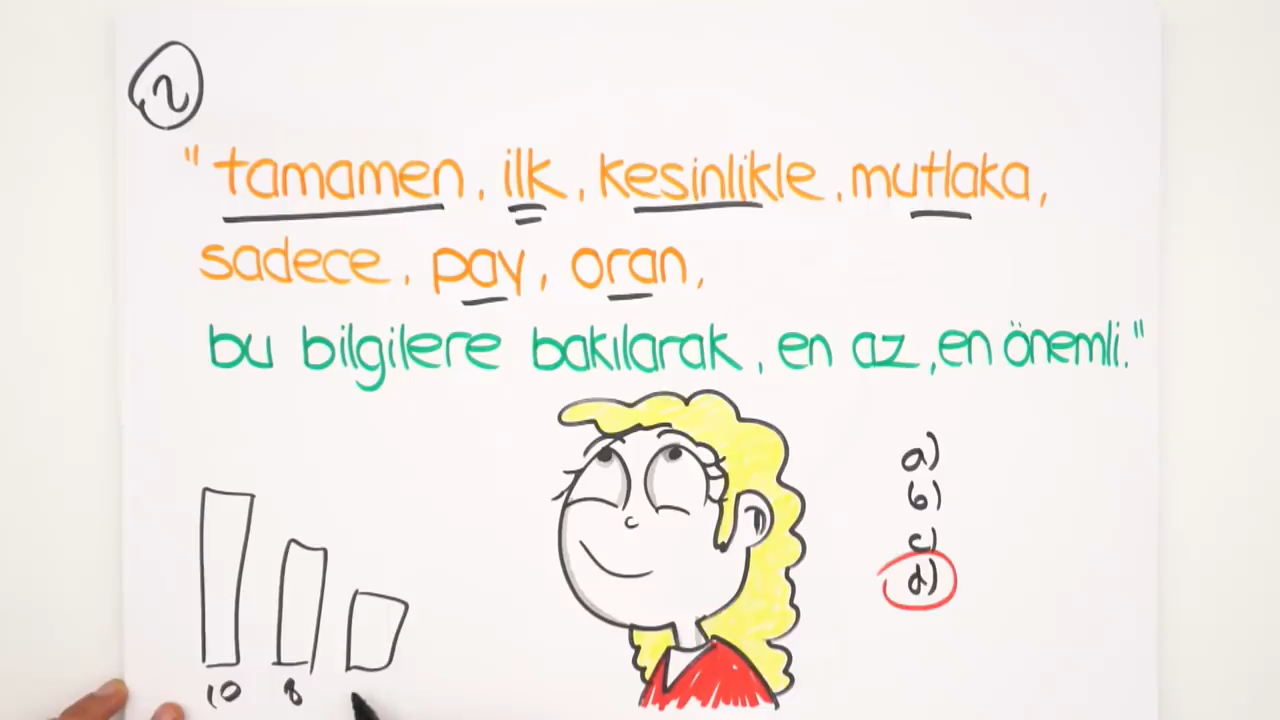 2
"tamamen, ilk, kesinlikle, mutlaka,
sadece, pay, oran,
bu bilgilere bakılarak, en az, en önemli."
a)
b)
c)
d)
10 8